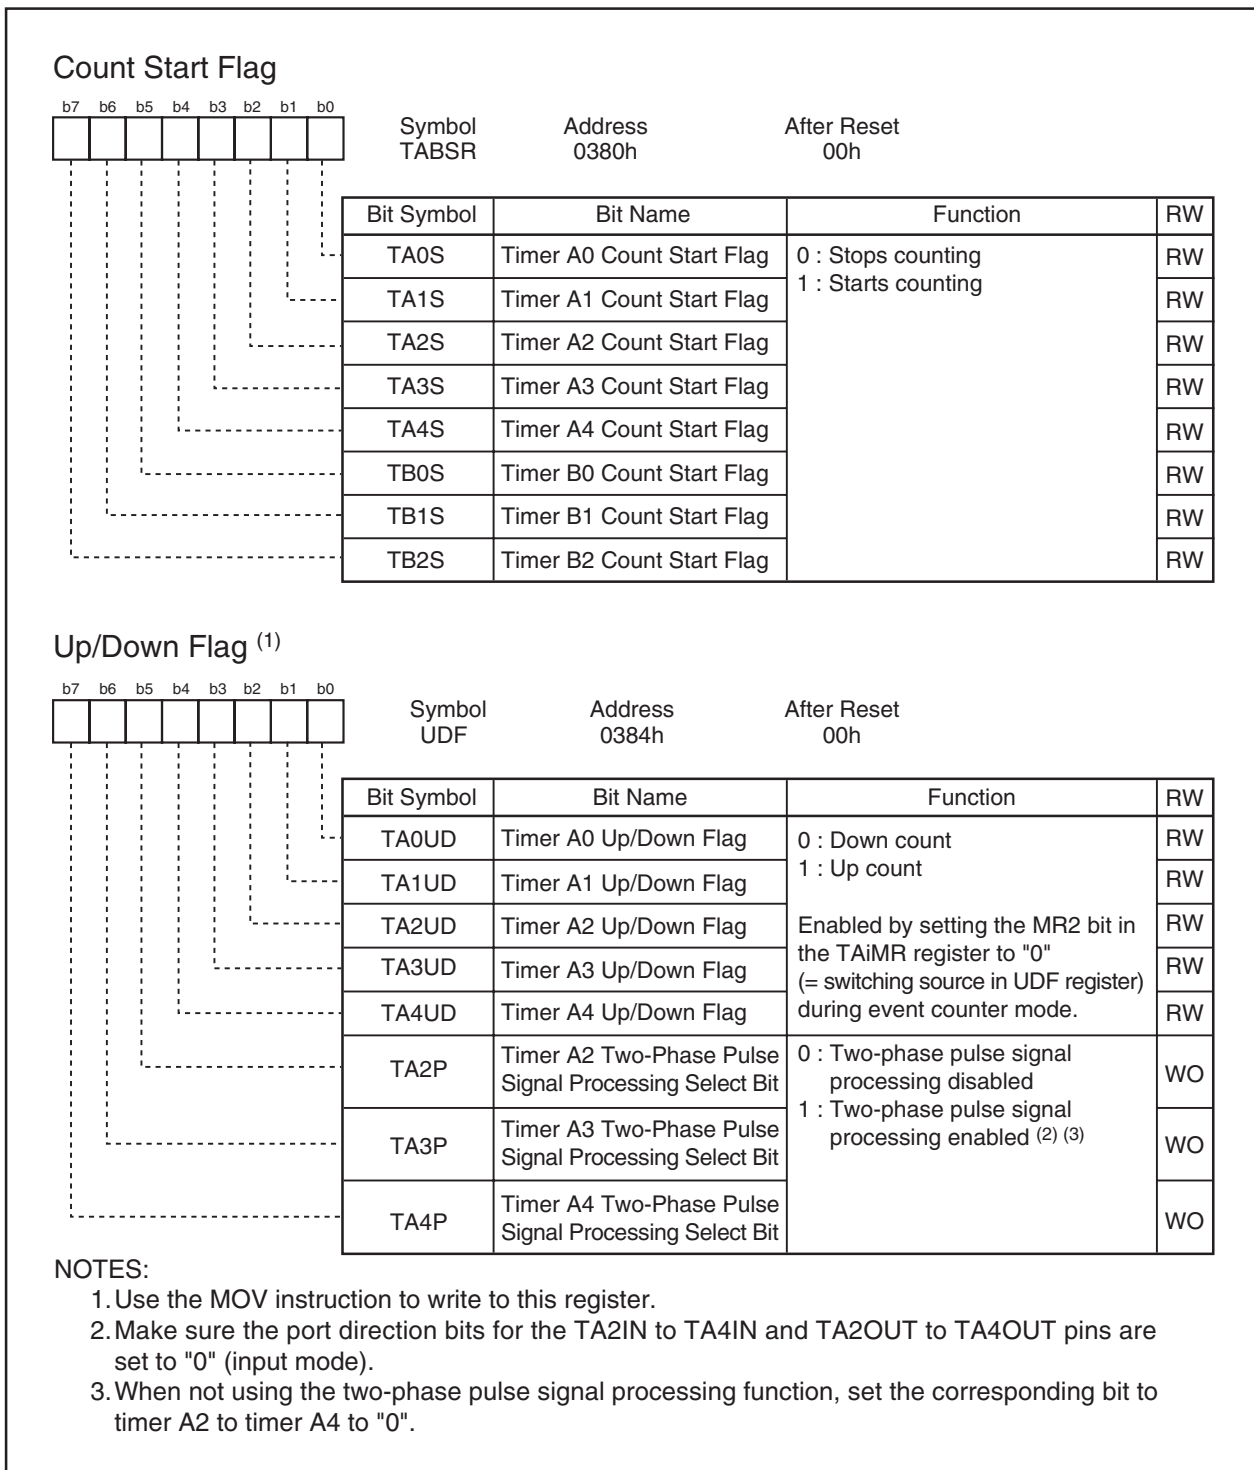 Count Start Flag
b7 b6 b5 b4 b3 b2 b1 b0
Symbol Address After Reset
TABSR 0380h 00h
Bit Symbol Bit Name Function RW
TA0S Timer A0 Count Start Flag 0 : Stops counting RW
1 : Starts counting
TA1S Timer A1 Count Start Flag RW
TA2S Timer A2 Count Start Flag RW
TA3S Timer A3 Count Start Flag RW
TA4S Timer A4 Count Start Flag RW
TB0S Timer B0 Count Start Flag RW
TB1S Timer B1 Count Start Flag RW
TB2S Timer B2 Count Start Flag RW
Up/Down Flag (1)
b7 b6 b5 b4 b3 b2 b1 b0
Symbol Address After Reset
UDF 0384h 00h
Bit Symbol Bit Name Function RW
TA0UD Timer A0 Up/Down Flag 0 : Down count RW
1 : Up count
TA1UD Timer A1 Up/Down Flag RW
TA2UD Timer A2 Up/Down Flag Enabled by setting the MR2 bit in RW
the TAiMR register to "0"
TA3UD Timer A3 Up/Down Flag (= switching source in UDF register) RW
TA4UD Timer A4 Up/Down Flag during event counter mode. RW
Timer A2 Two-Phase Pulse 0 : Two-phase pulse signal
TA2P Signal Processing Select Bit processing disabled WO
1 : Two-phase pulse signal
Timer A3 Two-Phase Pulse processing enabled (2) (3)
TA3P Signal Processing Select Bit WO
Timer A4 Two-Phase Pulse
TA4P Signal Processing Select Bit WO
NOTES:
1. Use the MOV instruction to write to this register.
2. Make sure the port direction bits for the TA2IN to TA4IN and TA2OUT to TA4OUT pins are
set to "0" (input mode).
3. When not using the two-phase pulse signal processing function, set the corresponding bit to
timer A2 to timer A4 to "0".